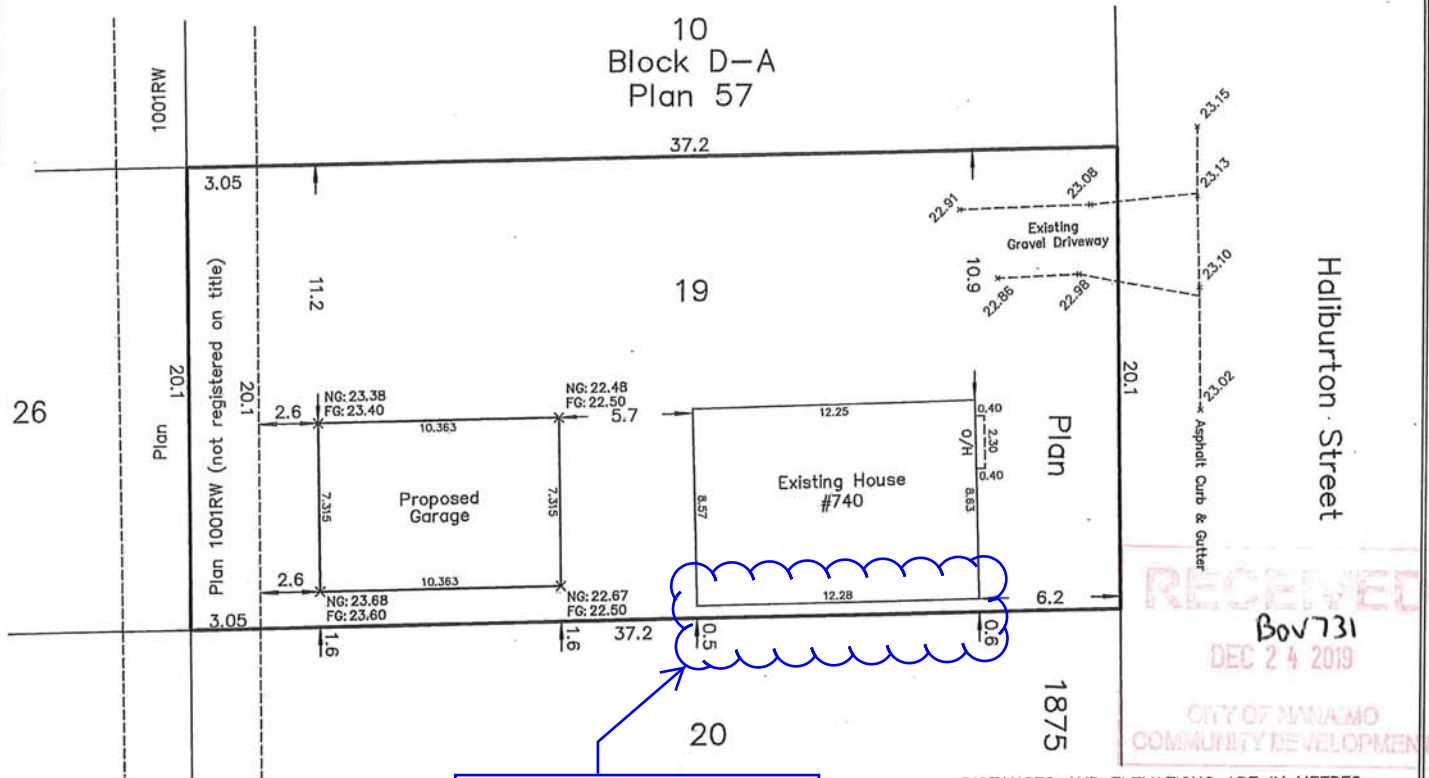 10
Block D-A
Plan 57
1001RW
37.2
23.15
3.05
22.91
23.08
23.13
Existing
Gravel Driveway
Plan 1001RW (not registered on title)
11.2
19
10.9
22.86
22.98
23.10
Haliburton Street
20.1
20.1
20.1
23.02
26
Plan
2.6
NG: 23.38
FG: 23.40
NG: 22.48
FG: 22.50
5.7
10.363
12.25
0.40
2.30
O/H
0.40
Plan
Asphalt Curb & Gutter
7.315
Proposed
Garage
7.315
8.57
Existing House
#740
8.63
2.6
10.363
NG: 23.68
FG: 23.60
NG: 22.67
FG: 22.50
12.28
6.2
3.05
1.6
1.6
37.2
0.5
0.6
RECEIVED
BOV731
DEC 24 2019
CITY OF NANAIMO
COMMUNITY DEVELOPMENT
20
1875